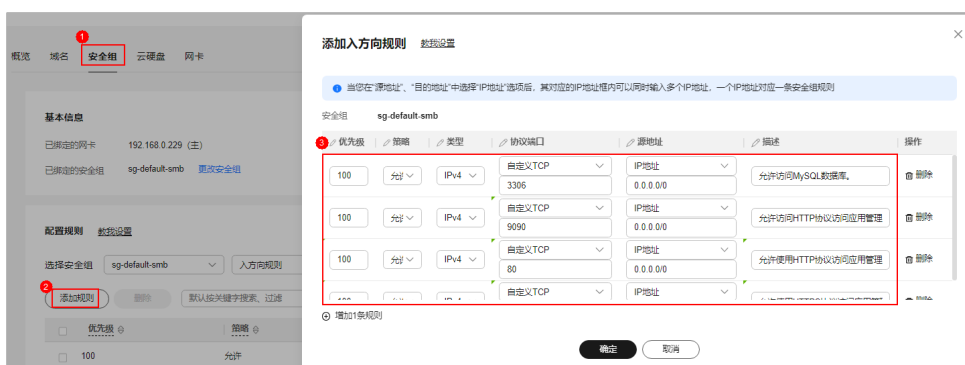 1
概览 域名 安全组 云硬盘 网卡
基本信息
已绑定的网卡 192.168.0.229 (主)
已绑定的安全组 sg-default-smb 更改安全组
配置规则 教我设置
选择安全组 sg-default-smb 入方向规则
2
添加规则 删除 默认按关键字搜索、过滤
优先级 策略
100 允许
添加入方向规则 教我设置
当您在“源地址”、“目的地址”中选择“IP地址”选项后，其对应的IP地址框内可以同时输入多个IP地址，一个IP地址对应一条安全组规则
安全组 sg-default-smb
3 优先级 策略 类型 协议端口 源地址 描述 操作
自定义TCP IP地址
100 IPv4 允许访问MySQL数据库。 删除
3306 0.0.0.0/0
自定义TCP IP地址
100 IPv4 允许访问HTTP协议访问应用管理 删除
9090 0.0.0.0/0
自定义TCP IP地址
100 IPv4 允许使用HTTP协议访问应用管理 删除
80 0.0.0.0/0
自定义TCP IP地址
增加1条规则
确定 取消